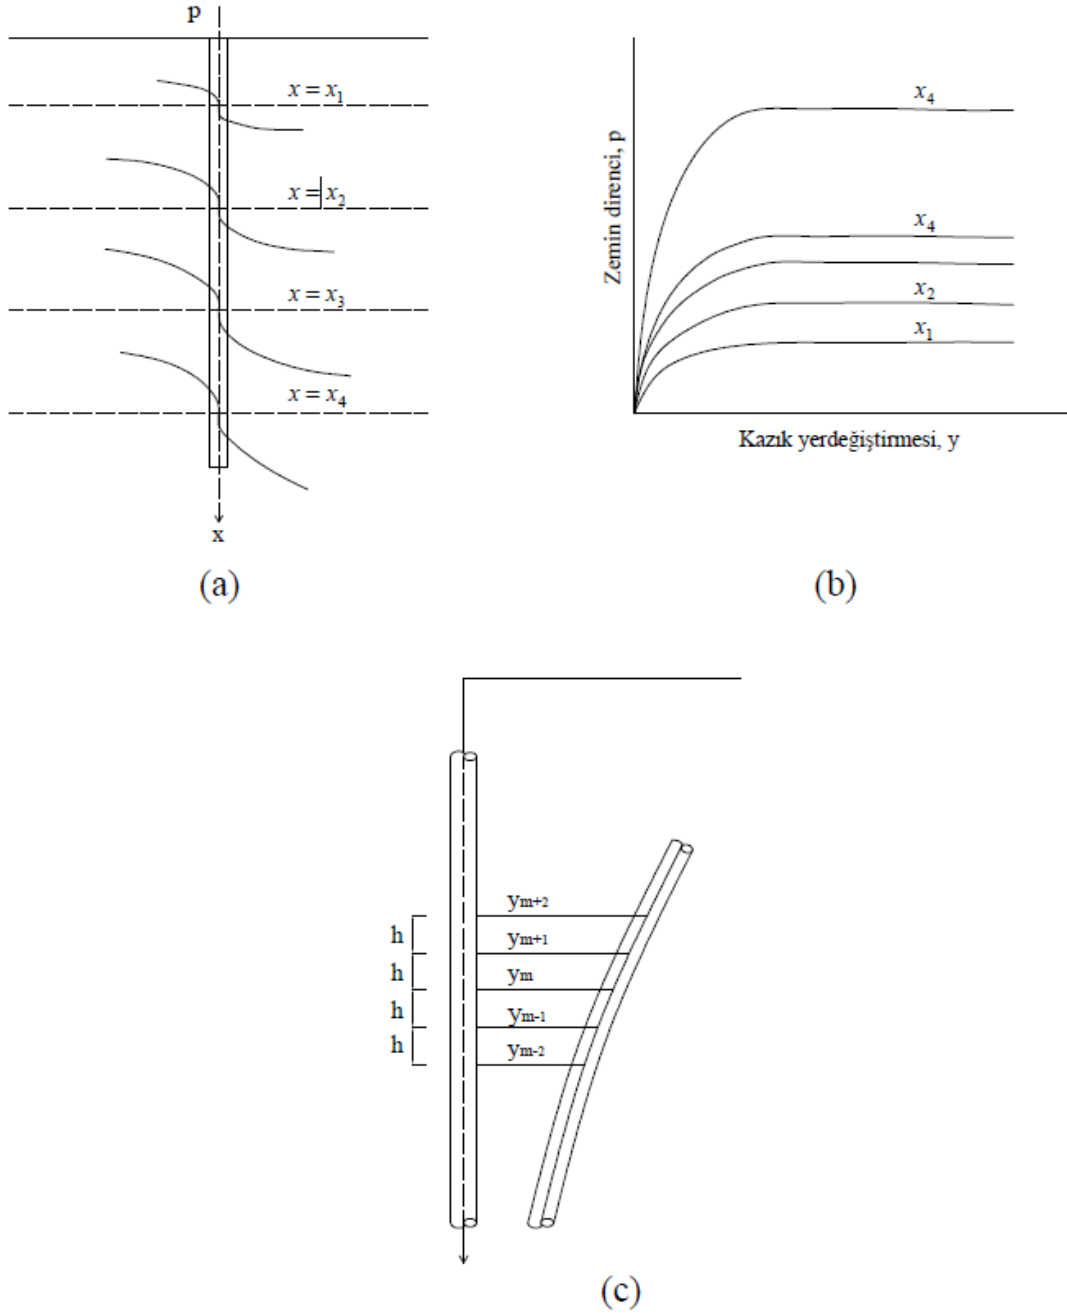 p
x = x1
x = x2
x = x3
x = x4
x
(a)
Zemin direnci, p
x4
x4
x2
x1
Kazık yerdeğiştirmesi, y
(b)
ym+2
h
ym+1
h
ym
h
ym-1
h
ym-2
(c)